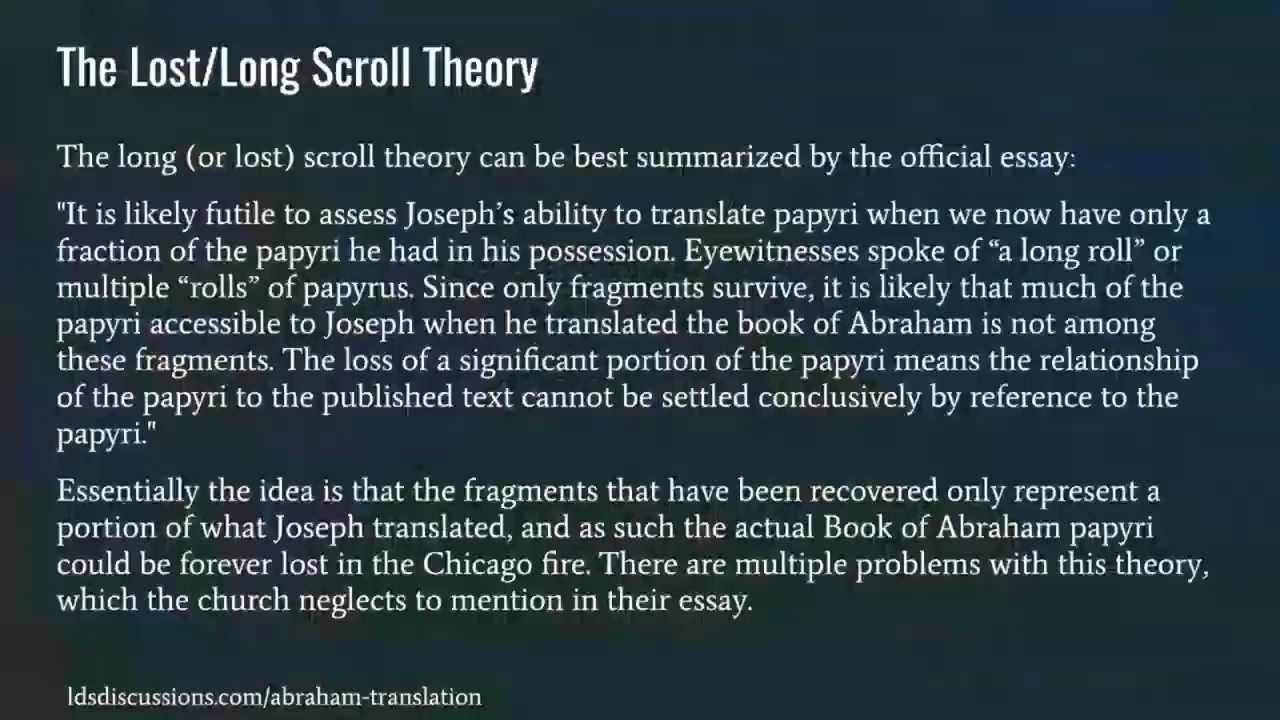 The Lost/Long Scroll Theory
The long (or lost) scroll theory can be best summarized by the official essay:
"It is likely futile to assess Joseph’s ability to translate papyri when we now have only a
fraction of the papyri he had in his possession. Eyewitnesses spoke of “a long roll” or
multiple “rolls” of papyrus. Since only fragments survive, it is likely that much of the
papyri accessible to Joseph when he translated the book of Abraham is not among
these fragments. The loss of a significant portion of the papyri means the relationship
of the papyri to the published text cannot be settled conclusively by reference to the
papyri."
Essentially the idea is that the fragments that have been recovered only represent a
portion of what Joseph translated, and as such the actual Book of Abraham papyri
could be forever lost in the Chicago fire. There are multiple problems with this theory,
which the church neglects to mention in their essay.
ldsdiscussions.com/abraham-translation